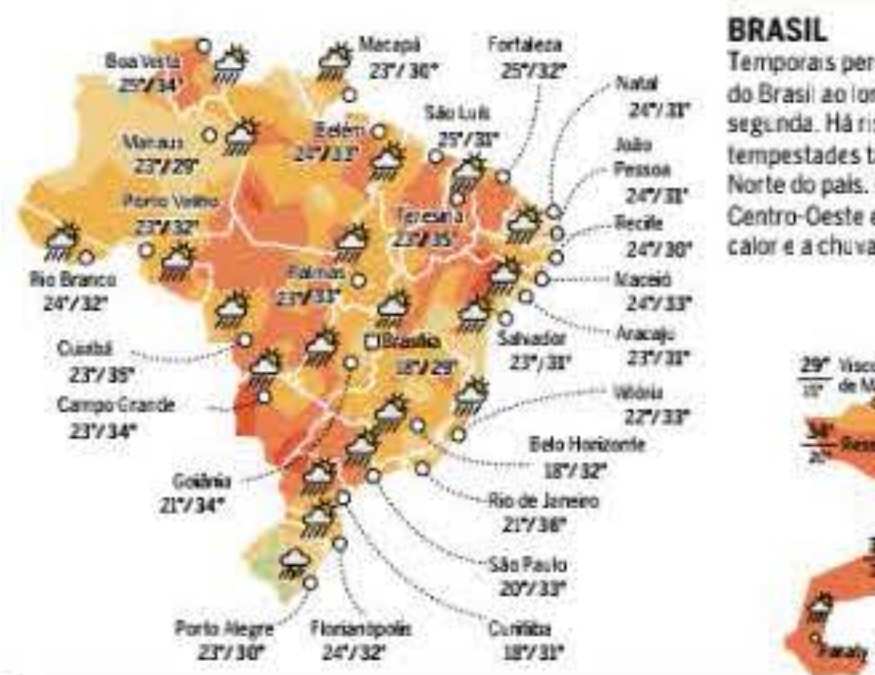 Boa Vista
25°/34°
Macapá
23°/30°
Fortaleza
25°/32°
Natal
24°/31°
Manaus
23°/29°
Belém
24°/33°
São Luís
25°/31°
João
Pessoa
24°/31°
Porto Velho
23°/32°
Teresina
23°/35°
Recife
24°/30°
Rio Branco
24°/32°
Palmas
23°/33°
Maceió
24°/33°
Cuiabá
23°/35°
Brasília
18°/29°
Salvador
23°/31°
Aracaju
23°/31°
Campo Grande
23°/34°
Vitória
22°/33°
Belo Horizonte
18°/32°
Goiânia
21°/34°
Rio de Janeiro
21°/38°
São Paulo
20°/33°
Porto Alegre
23°/30°
Florianópolis
24°/32°
Curitiba
18°/31°
BRASIL
Temporais per
do Brasil ao lon
segunda. Há ris
tempestades ta
Norte do país.
Centro-Oeste e
calor e a chuva
29° Visco
de M
Rese
Paraty